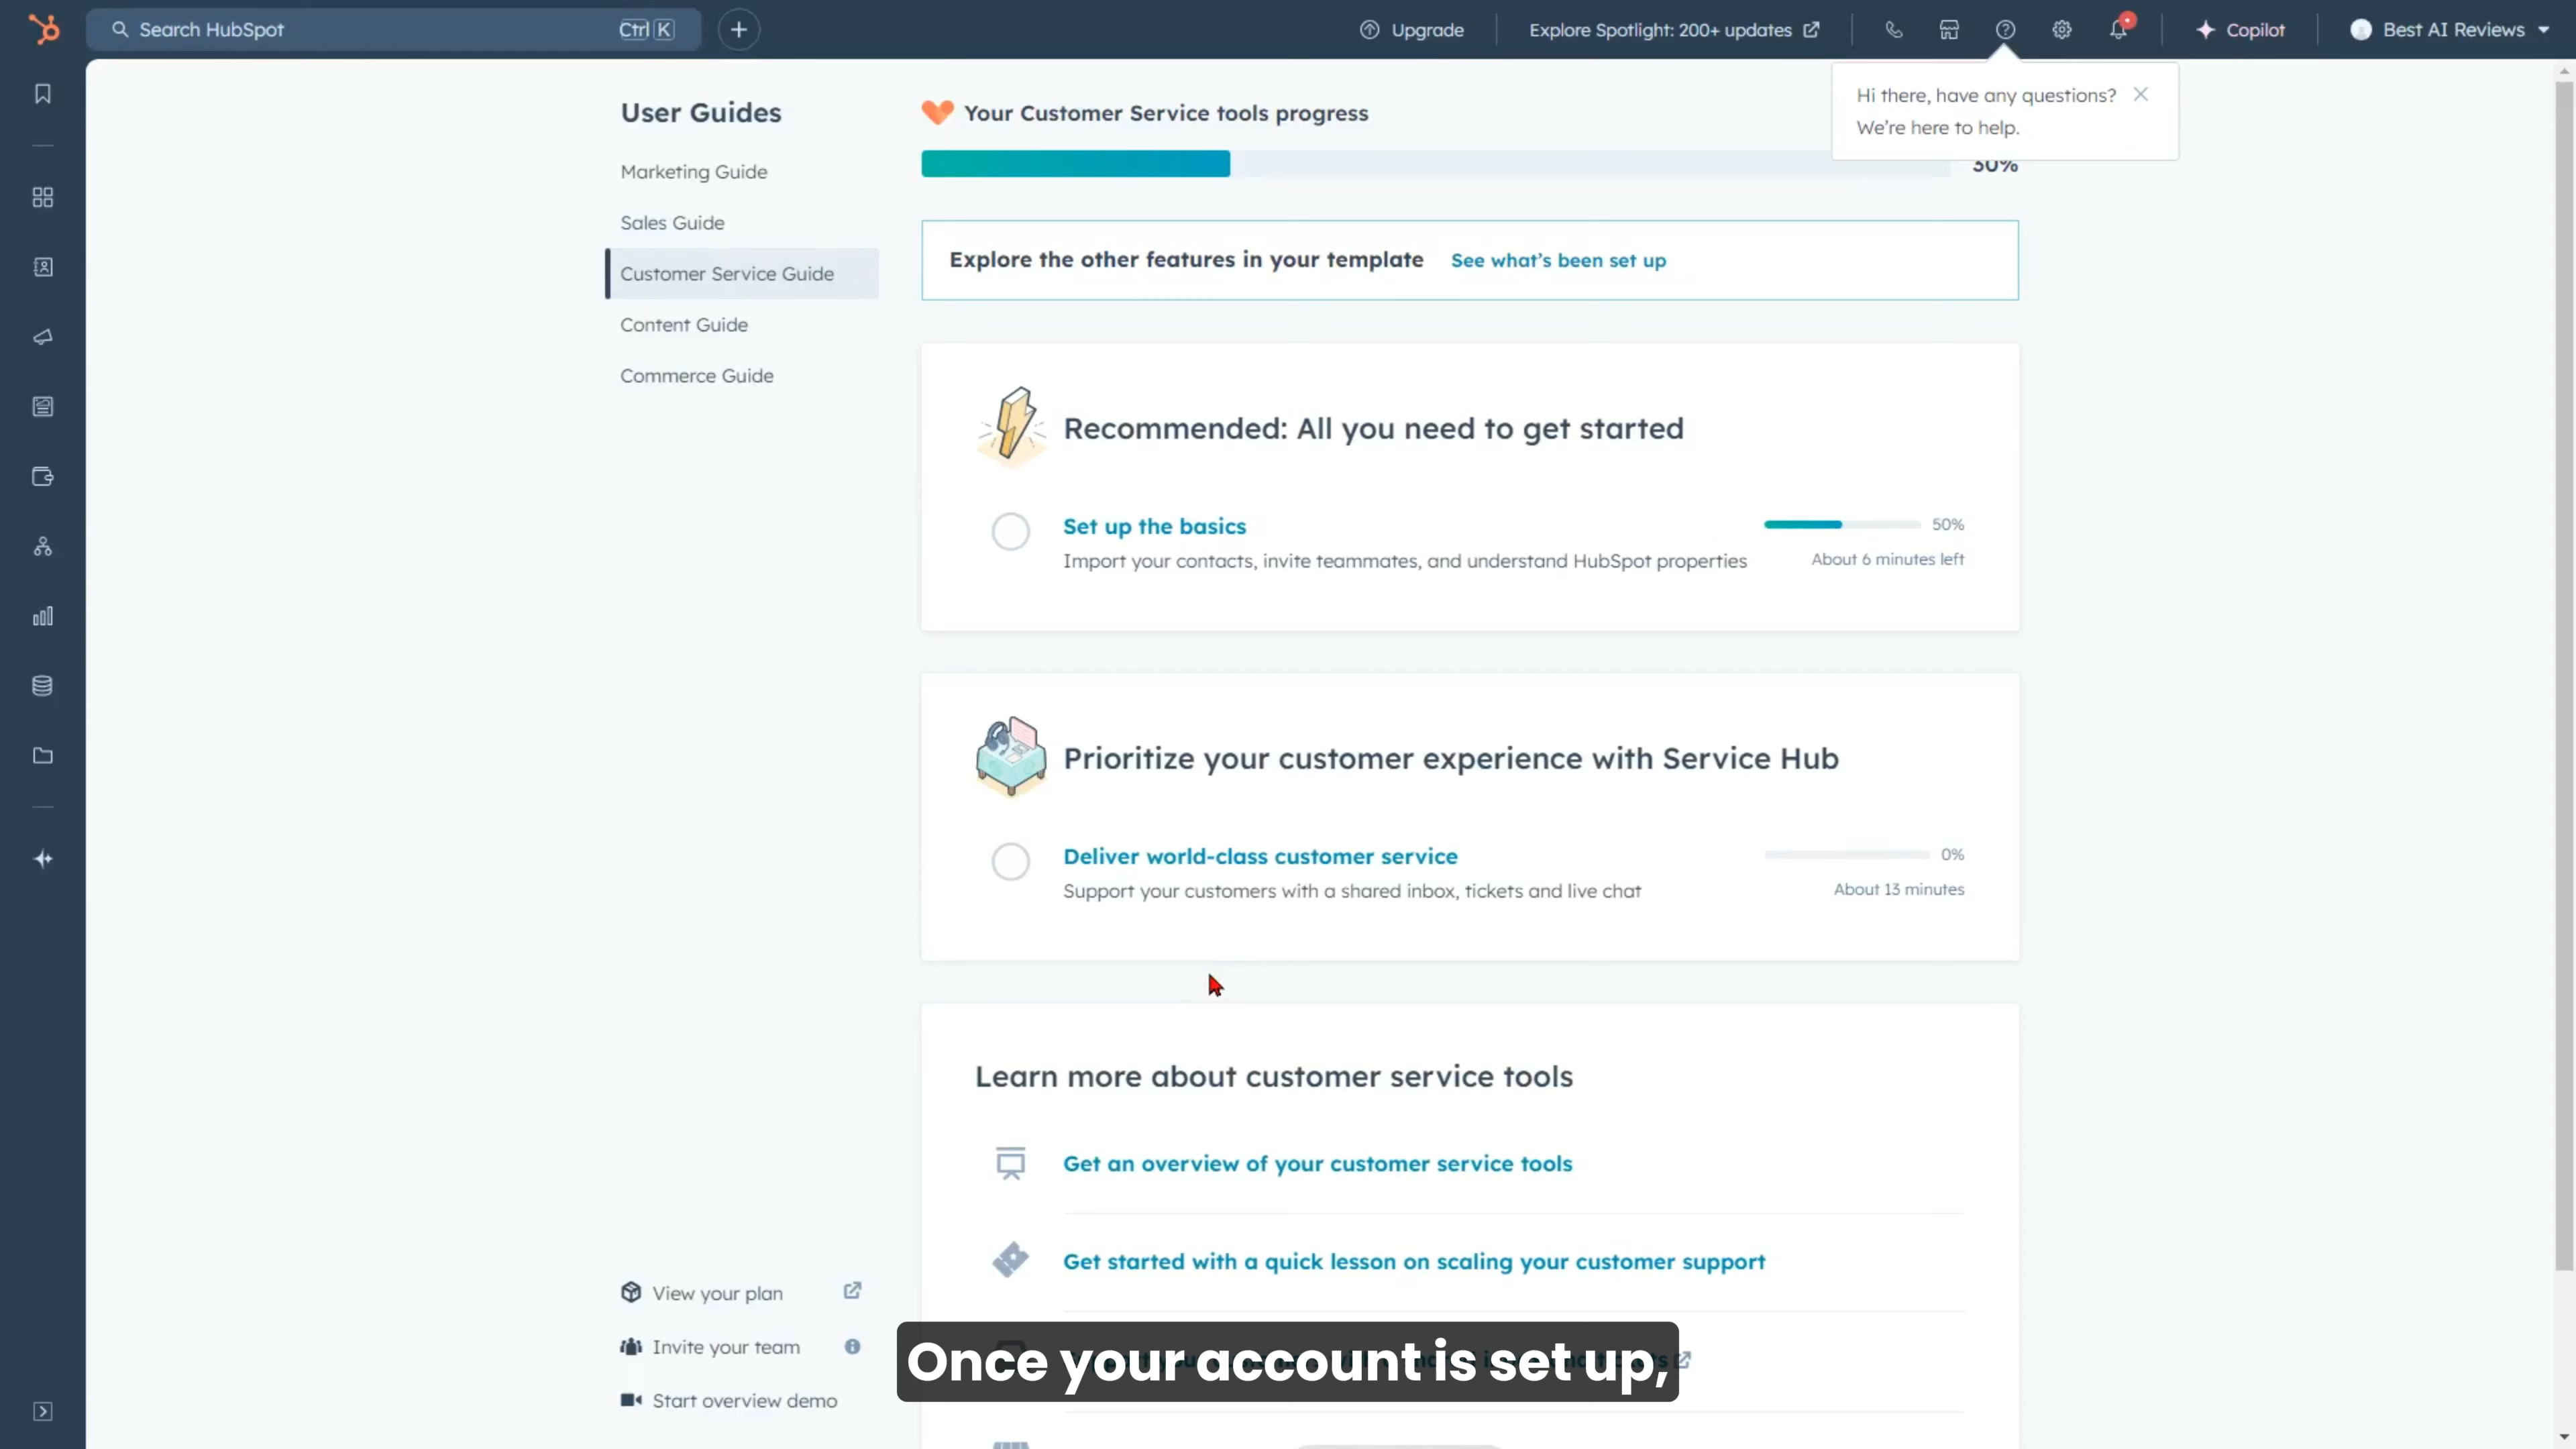 Search HubSpot
Ctrl K
Upgrade
Explore Spotlight: 200+ updates
Copilot
Best AI Reviews
Hi there, have any questions?
We're here to help.
User Guides
Marketing Guide
Sales Guide
Customer Service Guide
Content Guide
Commerce Guide
Your Customer Service tools progress
30%
Explore the other features in your template See what's been set up
Recommended: All you need to get started
Set up the basics
50%
Import your contacts, invite teammates, and understand HubSpot properties
About 6 minutes left
Prioritize your customer experience with Service Hub
Deliver world-class customer service
0%
Support your customers with a shared inbox, tickets and live chat
About 13 minutes
Learn more about customer service tools
Get an overview of your customer service tools
Get started with a quick lesson on scaling your customer support
View your plan
Invite your team
Start overview demo
Once your account is set up,